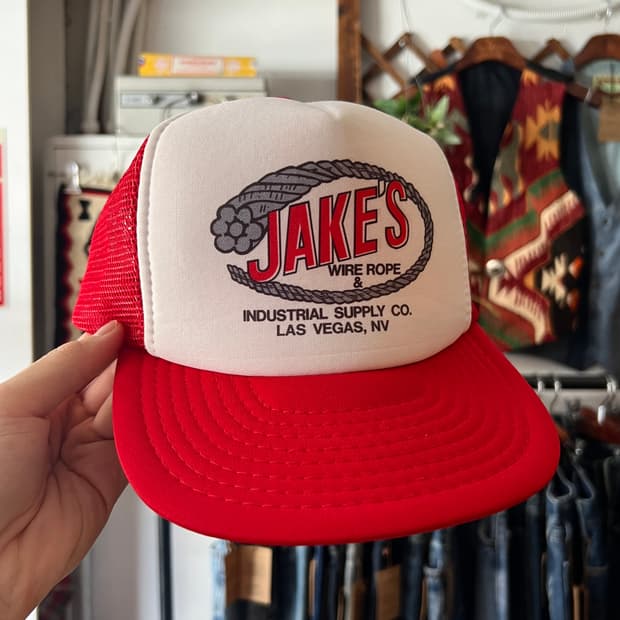 JAKE'S
WIRE ROPE
&
INDUSTRIAL SUPPLY CO.
LAS VEGAS, NV